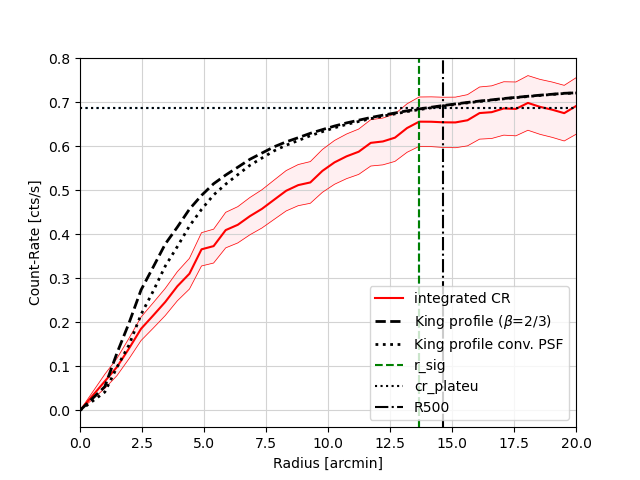 0.8
0.7
0.6
0.5
0.4
0.3
0.2
0.1
0.0
Count-Rate [cts/s]
integrated CR
King profile (β=2/3)
King profile conv. PSF
r_sig
cr_plateu
R500
0.0 2.5 5.0 7.5 10.0 12.5 15.0 17.5 20.0
Radius [arcmin]